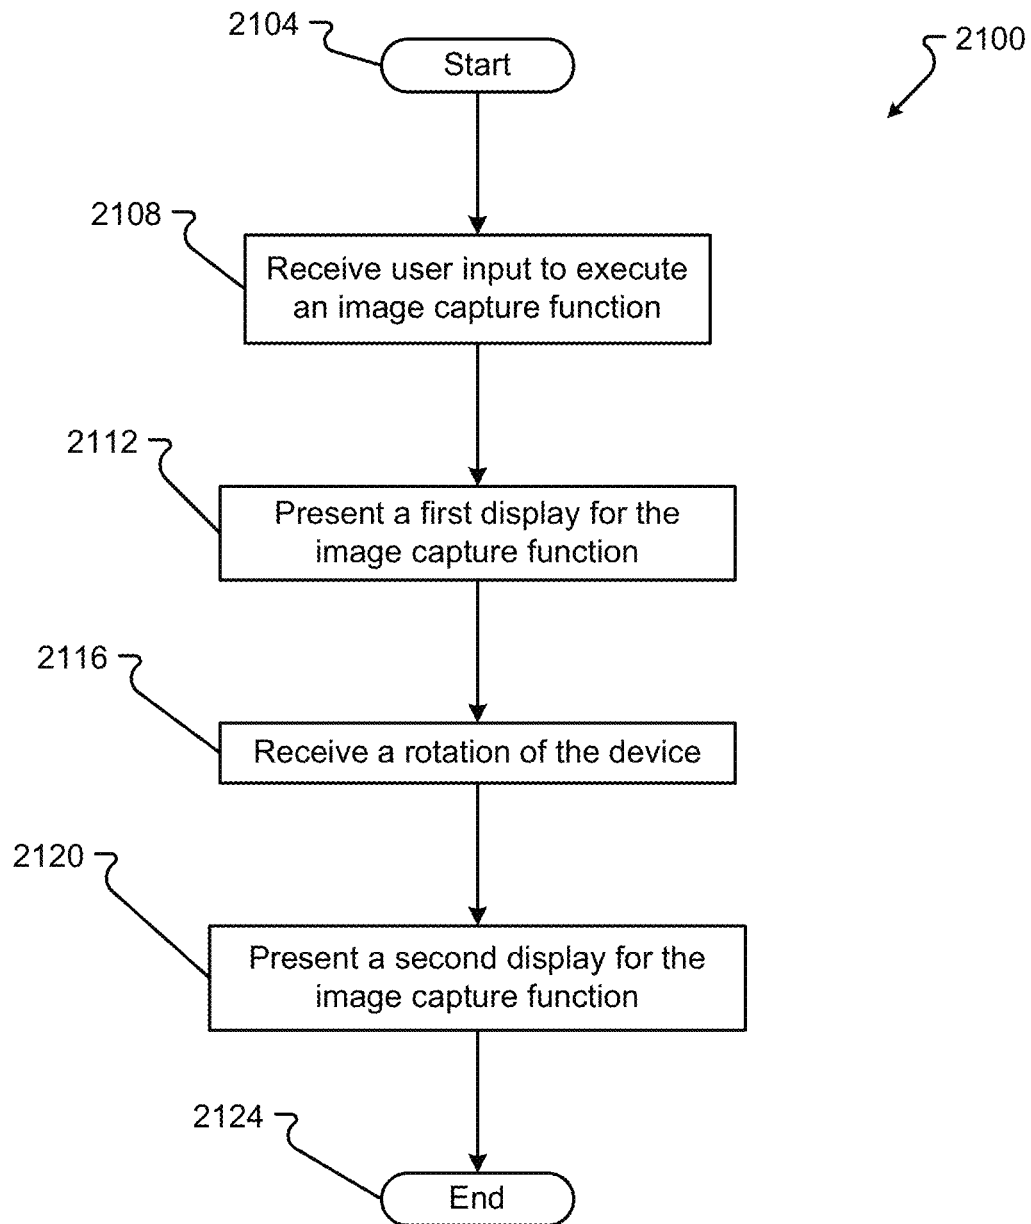 2104
Start
2100
2108
Receive user input to execute
an image capture function
2112
Present a first display for the
image capture function
2116
Receive a rotation of the device
2120
Present a second display for the
image capture function
2124
End